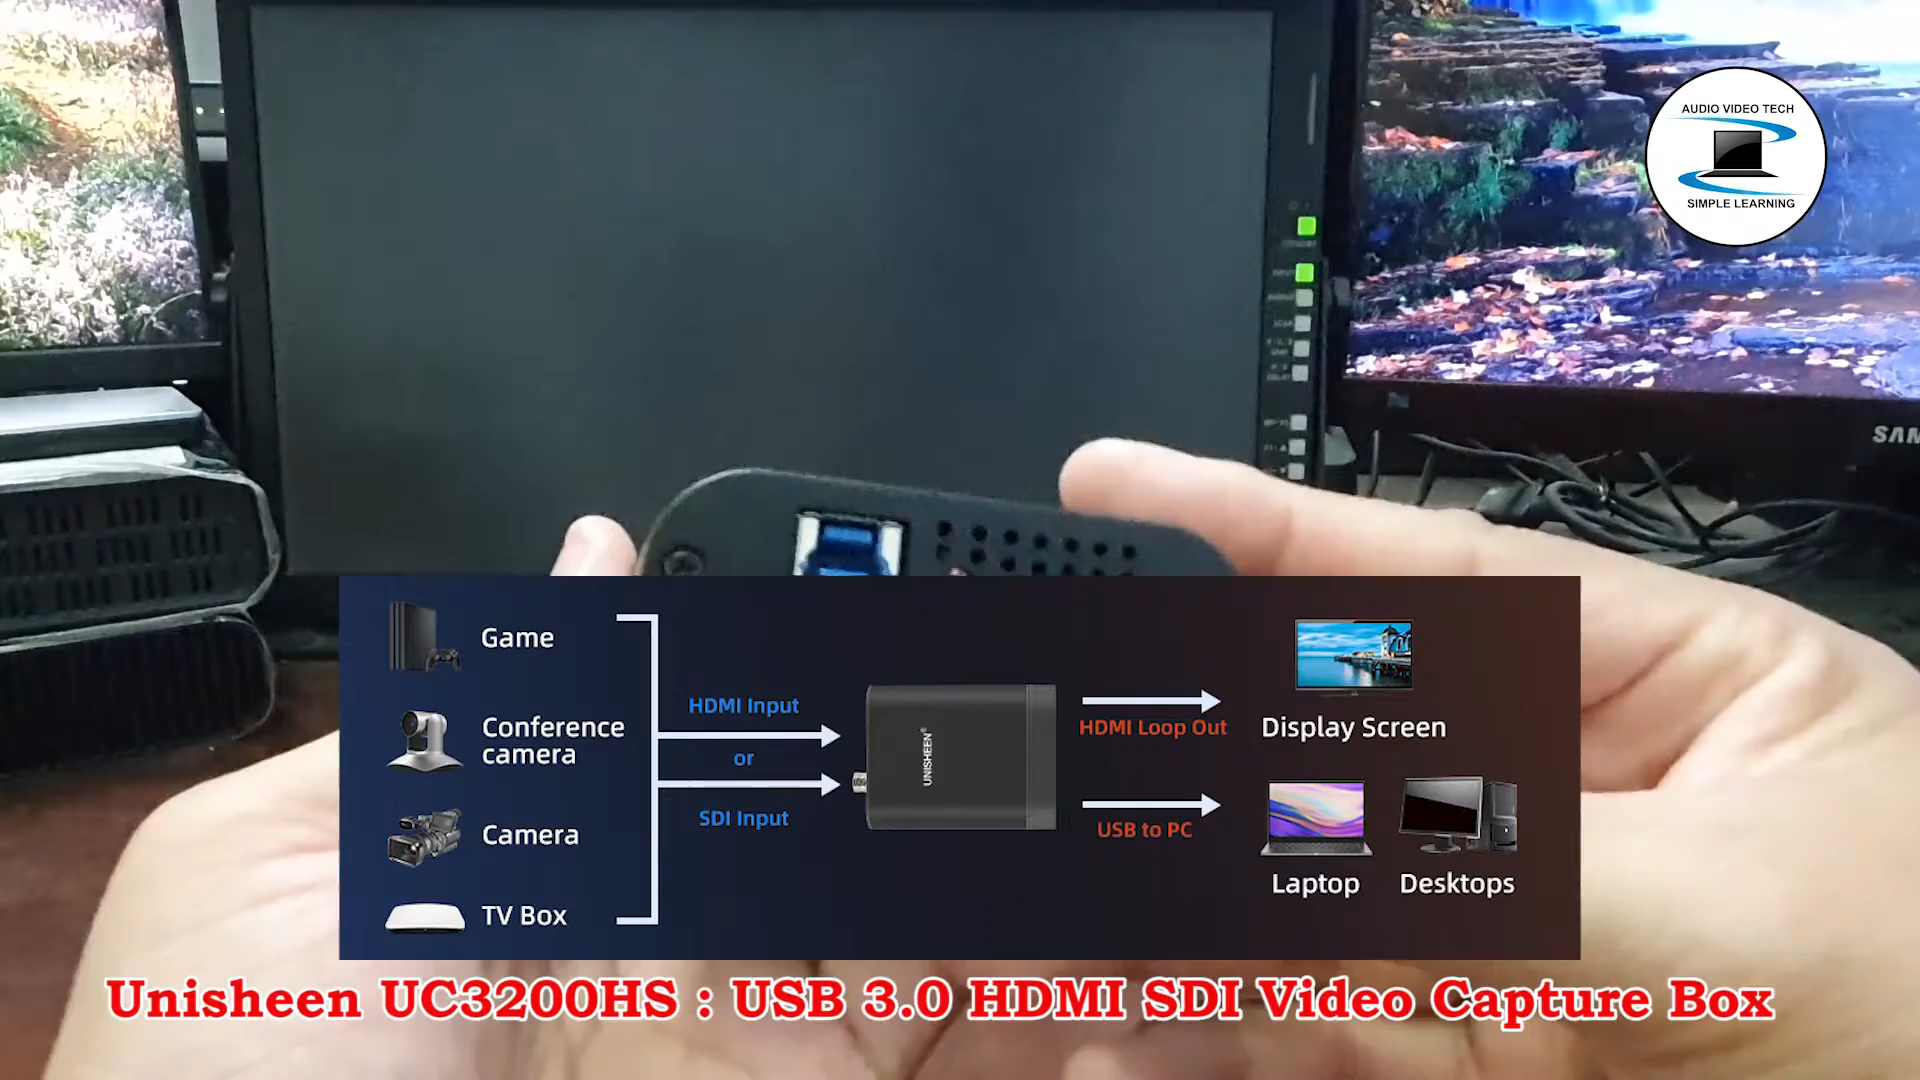 AUDIO VIDEO TECH
SIMPLE LEARNING
SAM
Game
Conference
camera
Camera
TV Box
HDMI Input
or
SDI Input
UNISHEEN®
HDMI Loop Out
USB to PC
Display Screen
Laptop
Desktops
Unisheen UC3200HS : USB 3.0 HDMI SDI Video Capture Box